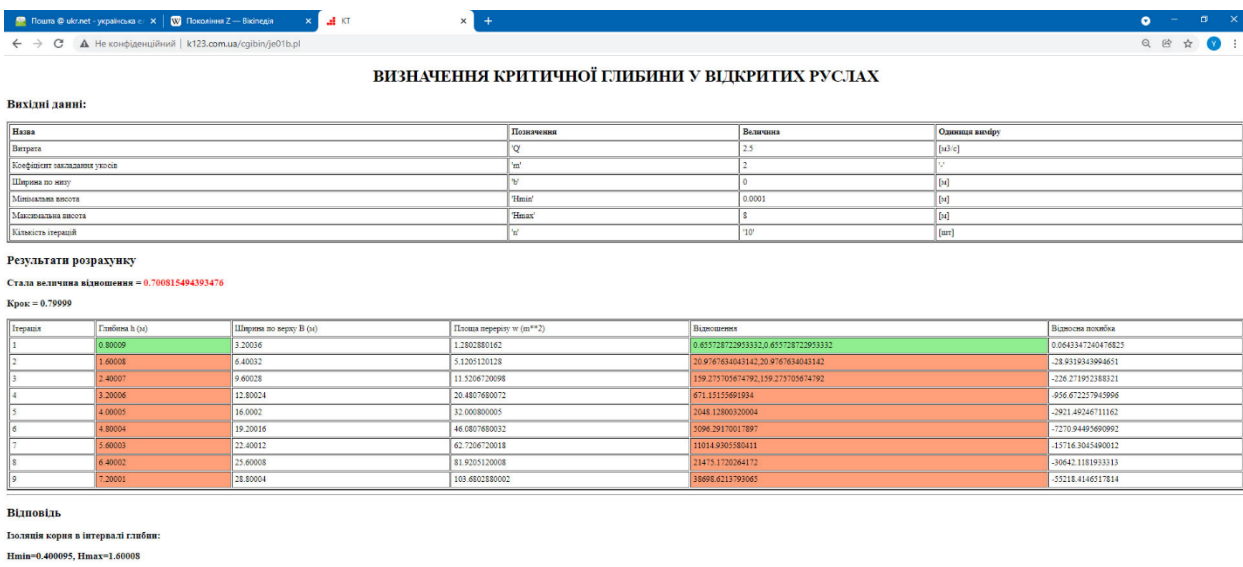 Пошта @ ukr.net - українська е
Покоління Z — Вікіпедія
КТ
Не конфіденційний | k123.com.ua/cgibin/je01b.pl
Y
ВИЗНАЧЕННЯ КРИТИЧНОЇ ГЛИБИНИ У ВІДКРИТИХ РУСЛАХ
Вихідні данні:
Назва Позначення Величина Одиниця виміру
Витрата 'Q' 2.5 [м3/с]
Коефіцієнт закладання укосів 'm' 2 '-'
Ширина по низу 'b' 0 [м]
Мінімальна висота 'Hmin' 0.0001 [м]
Максимальна висота 'Hmax' 8 [м]
Кількість ітерацій 'n' '10' [шт]
Результати розрахунку
Стала величина відношення = 0.700815494393476
Крок = 0.79999
Ітерація Глибина h (м) Ширина по верху B (м) Площа перерізу w (m**2) Відношення Відносна похибка
1 0.80009 3.20036 1.2802880162 0.655728722953332,0.655728722953332 0.0643347240476825
2 1.60008 6.40032 5.1205120128 20.9767634043142,20.9767634043142 -28.9319343994651
3 2.40007 9.60028 11.5206720098 159.275705674792,159.275705674792 -226.271952388321
4 3.20006 12.80024 20.4807680072 671.15155691934 -956.672257945996
5 4.00005 16.0002 32.000800005 2048.12800320004 -2921.49246711162
6 4.80004 19.20016 46.0807680032 5096.29170017897 -7270.94495690992
7 5.60003 22.40012 62.7206720018 11014.9305580411 -15716.3045490012
8 6.40002 25.60008 81.9205120008 21475.1720264172 -30642.1181933313
9 7.20001 28.80004 103.6802880002 38698.6213793065 -55218.4146517814
Відповідь
Ізоляція корня в інтервалі глибин:
Hmin=0.400095, Hmax=1.60008